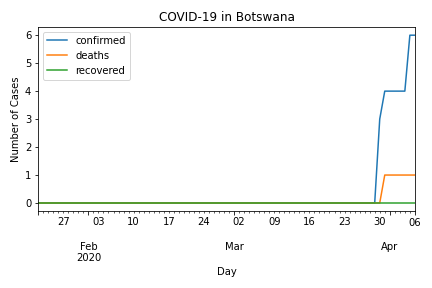 COVID-19 in Botswana
confirmed
deaths
recovered
Number of Cases
6
5
4
3
2
1
0
27 03 10 17 24 02 09 16 23 30 06
Feb Mar Apr
2020
Day